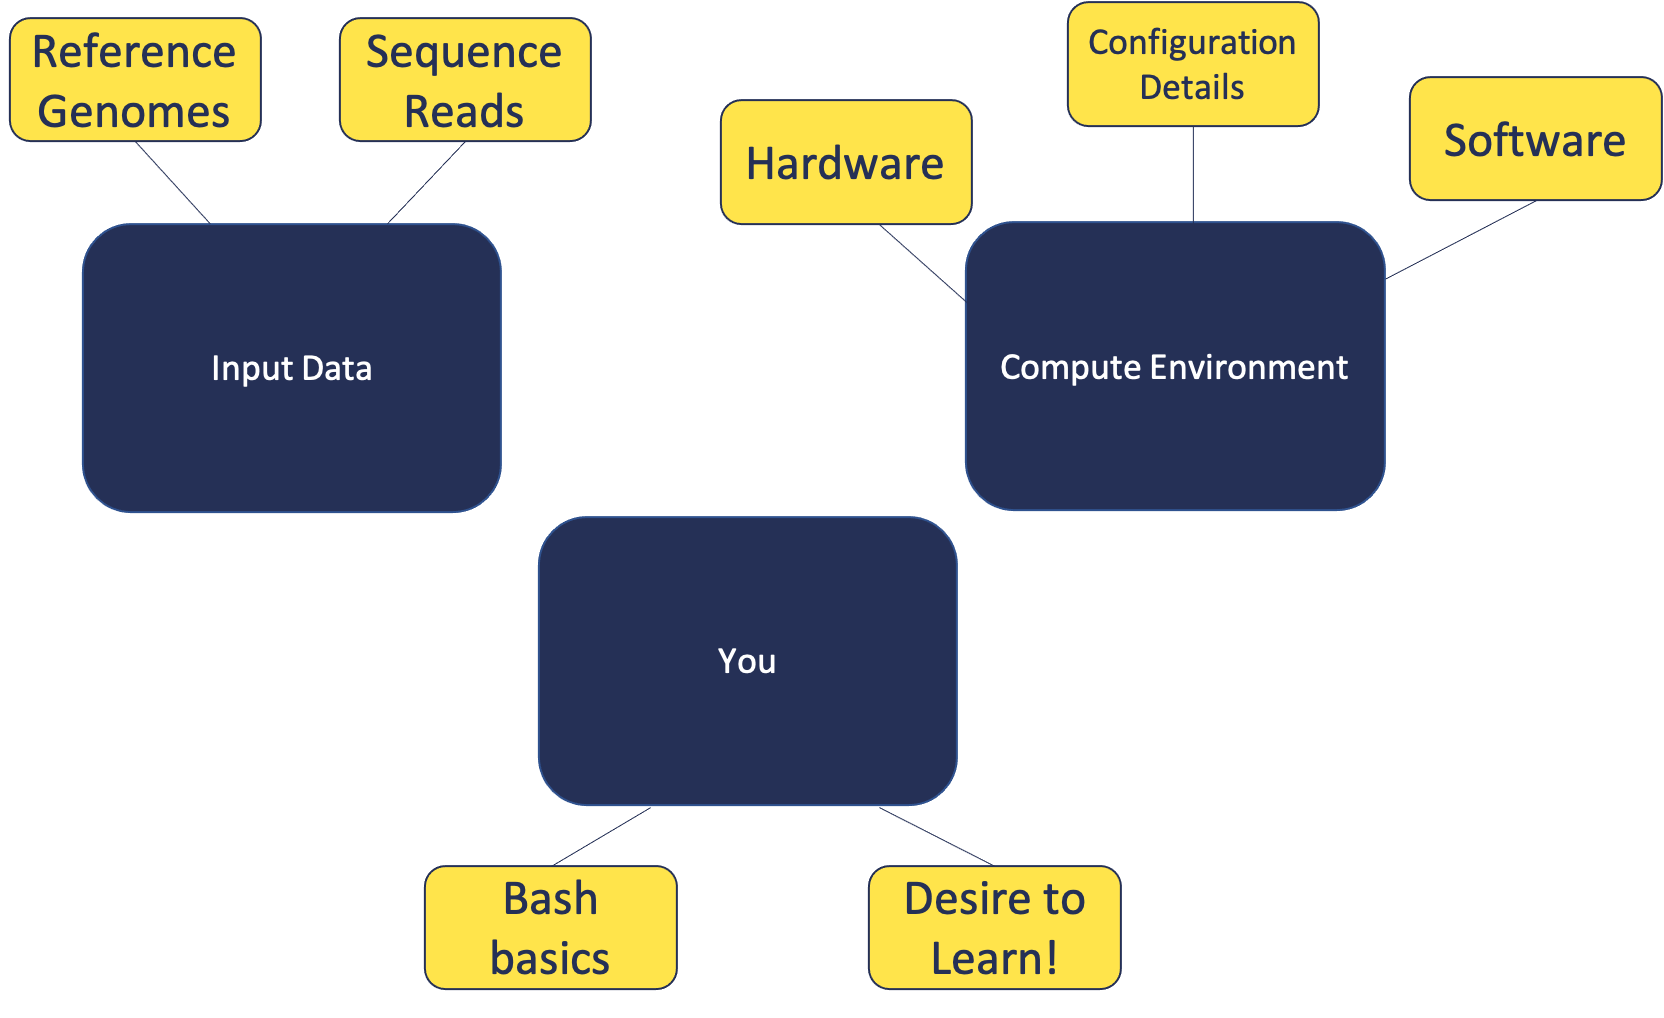 Reference
Genomes
Sequence
Reads
Hardware
Configuration
Details
Software
Input Data
Compute Environment
You
Bash
basics
Desire to
Learn!